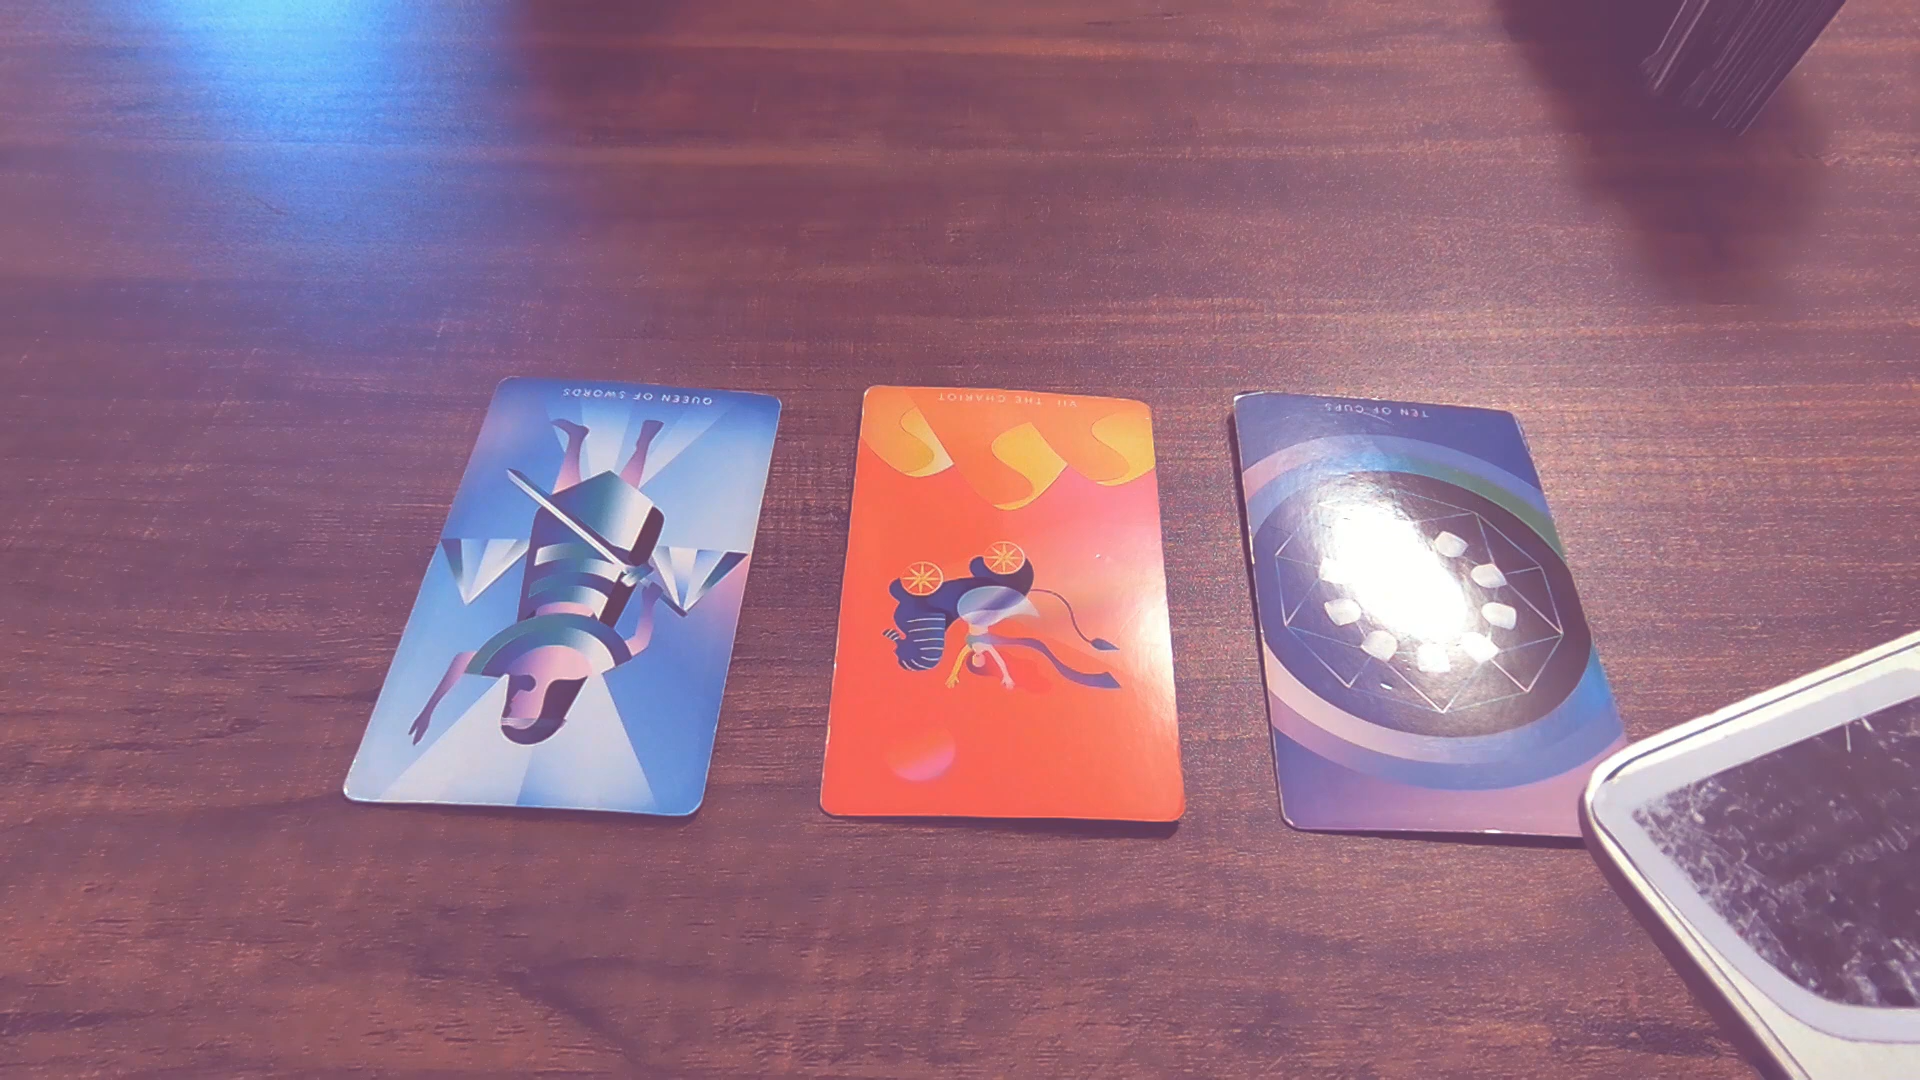 QUEEN OF SWORDS
VII THE CHARIOT
TEN OF CUPS